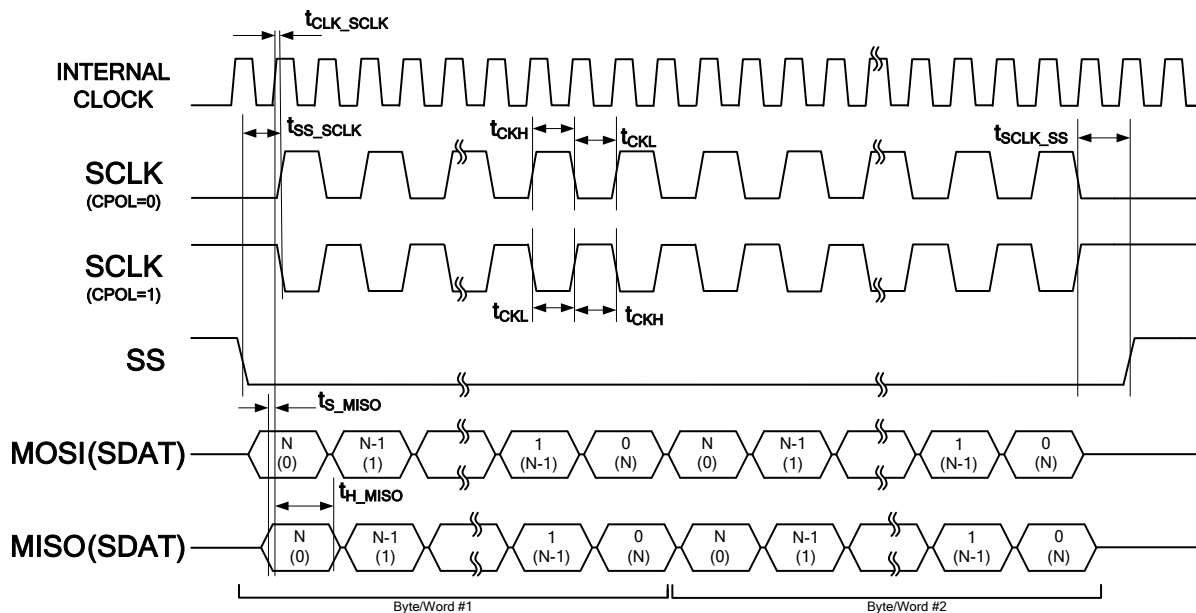 tCLK_SCLK
INTERNAL
CLOCK
tSS_SCLK
tCKH
tCKL
tSCLK_SS
SCLK
(CPOL=0)
SCLK
(CPOL=1)
tCKL
tCKH
SS
tS_MISO
MOSI(SDAT)
N
(0)
N-1
(1)
1
(N-1)
0
(N)
N
(0)
N-1
(1)
1
(N-1)
0
(N)
tH_MISO
MISO(SDAT)
N
(0)
N-1
(1)
1
(N-1)
0
(N)
N
(0)
N-1
(1)
1
(N-1)
0
(N)
Byte/Word #1
Byte/Word #2